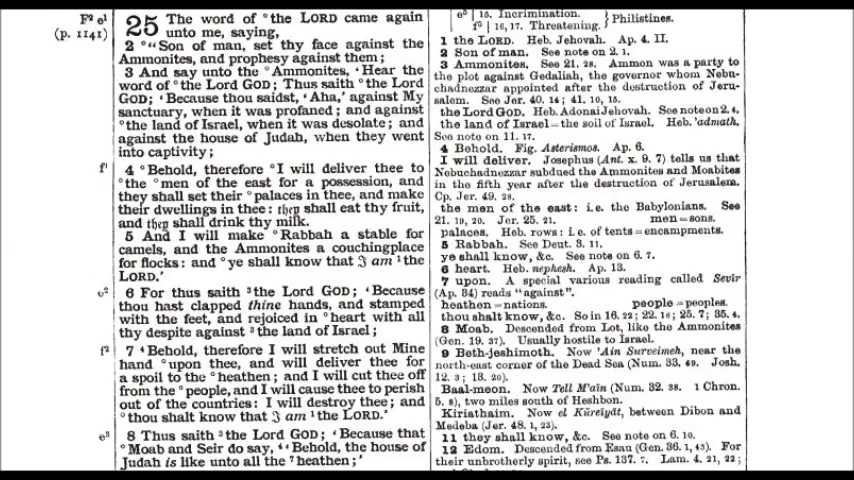 F² e¹
(p. 1141)
25 The word of °the LORD came again
unto me, saying,
2 °“Son of man, set thy face against the
Ammonites, and prophesy against them;
3 And say unto the °Ammonites, ‘Hear the
word of °the Lord GOD; Thus saith °the Lord
GOD; ‘Because thou saidst, ‘Aha,’ against My
sanctuary, when it was profaned; and against
°the land of Israel, when it was desolate; and
against the house of Judah, when they went
into captivity;
f¹
4 °Behold, therefore °I will deliver thee to
°the °men of the east for a possession, and
they shall set their °palaces in thee, and make
their dwellings in thee: they shall eat thy fruit,
and they shall drink thy milk.
5 And I will make °Rabbah a stable for
camels, and the Ammonites a couchingplace
for flocks: and °ye shall know that I am ¹the
LORD.’
e²
6 For thus saith ³the Lord GOD; ‘Because
thou hast clapped thine hands, and stamped
with the feet, and rejoiced in °heart with all
thy despite against ³the land of Israel;
f²
7 ⁴Behold, therefore I will stretch out Mine
hand °upon thee, and will deliver thee for
a spoil to the °heathen; and I will cut thee off
from the °people, and I will cause thee to perish
out of the countries: I will destroy thee; and
°thou shalt know that I am ¹the LORD.’
e³
8 Thus saith ³the Lord GOD; ‘Because that
°Moab and Seir do say, ‘⁴Behold, the house of
Judah is like unto all the ⁷heathen;’
e⁵ | 15. Incrimination.
f⁵ | 16, 17. Threatening.
Philistines.
1 the LORD. Heb. Jehovah. Ap. 4. II.
2 Son of man. See note on 2. 1.
3 Ammonites. See 21. 28. Ammon was a party to
the plot against Gedaliah, the governor whom Nebu-
chadnezzar appointed after the destruction of Jeru-
salem. See Jer. 40. 14; 41. 10, 15.
the Lord GOD. Heb. Adonai Jehovah. See note on 2. 4.
the land of Israel = the soil of Israel. Heb. ’admath.
See note on 11. 17.
4 Behold. Fig. Asterismos. Ap. 6.
I will deliver. Josephus (Ant. x. 9, 7) tells us that
Nebuchadnezzar subdued the Ammonites and Moabites
in the fifth year after the destruction of Jerusalem.
Cp. Jer. 49. 28.
the men of the east: i.e. the Babylonians. See
21. 19, 20. Jer. 25. 21. men = sons.
palaces. Heb. rows: i.e. of tents = encampments.
5 Rabbah. See Deut. 3. 11.
ye shall know, &c. See note on 6. 7.
6 heart. Heb. nephesh. Ap. 13.
7 upon. A special various reading called Sevīr
(Ap. 34) reads “against”.
heathen = nations. people = peoples.
thou shalt know, &c. So in 16. 22; 22. 16; 25. 7; 35. 4.
8 Moab. Descended from Lot, like the Ammonites
(Gen. 19. 37). Usually hostile to Israel.
9 Beth-jeshimoth. Now ‘Ain Surveimeh, near the
north-east corner of the Dead Sea (Num. 33. 49. Josh.
12. 3; 13. 20).
Baal-meon. Now Tell M‘aîn (Num. 32. 38. 1 Chron.
5. 8), two miles south of Heshbon.
Kiriathaim. Now el Kŭreîyât, between Dibon and
Medeba (Jer. 48. 1, 23).
11 they shall know, &c. See note on 6. 10.
12 Edom. Descended from Esau (Gen. 36. 1, 43). For
their unbrotherly spirit, see Ps. 137. 7. Lam. 4. 21, 22;